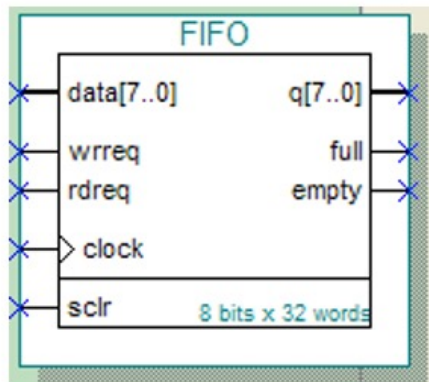 FIFO
data[7..0] q[7..0]
wrreq full
rdreq empty
clock
sclr 8 bits x 32 words